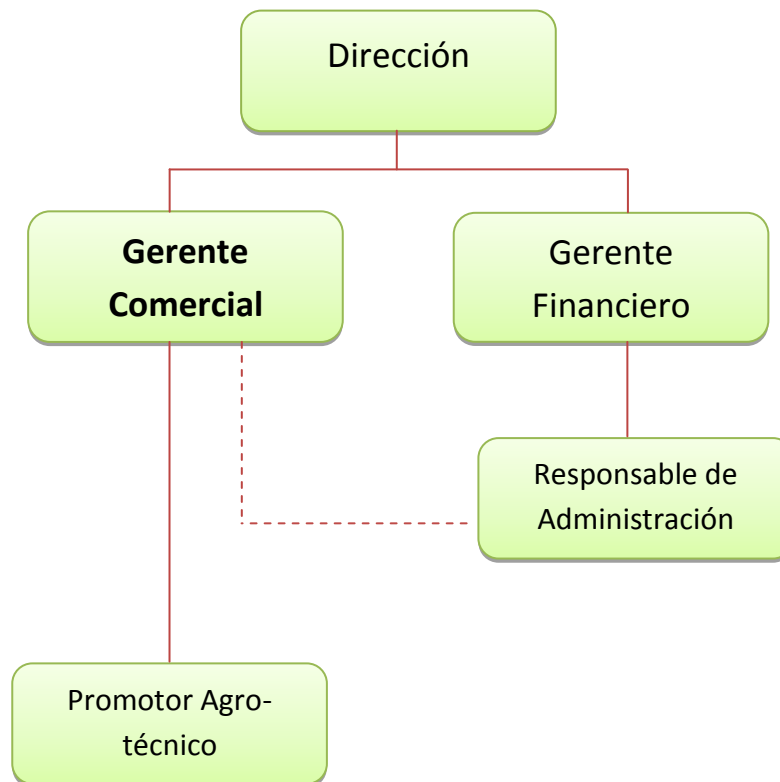 Dirección
Gerente
Comercial
Gerente
Financiero
Responsable de
Administración
Promotor Agro-
técnico